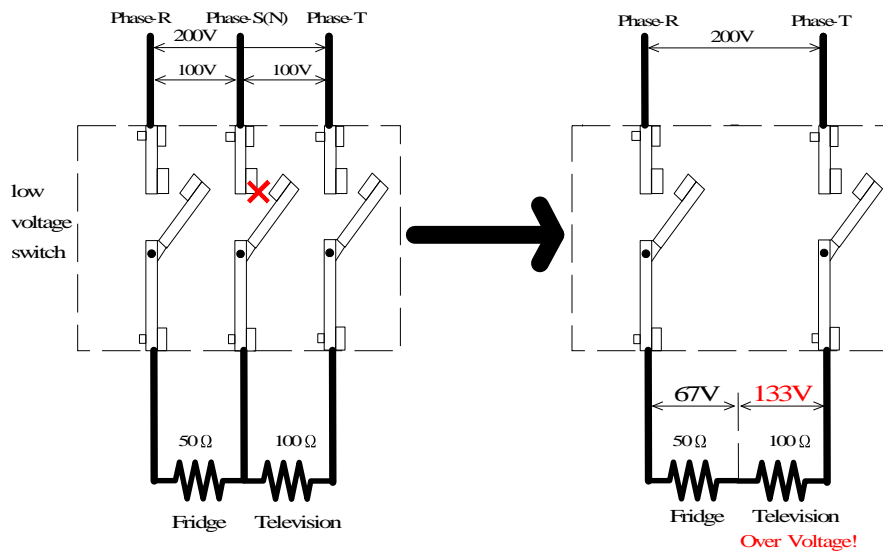 Phase-R Phase-S(N) Phase-T
200V
100V 100V
low
voltage
switch
50Ω 100Ω
Fridge Television
Phase-R Phase-T
200V
67V 133V
50Ω 100Ω
Fridge Television
Over Voltage!